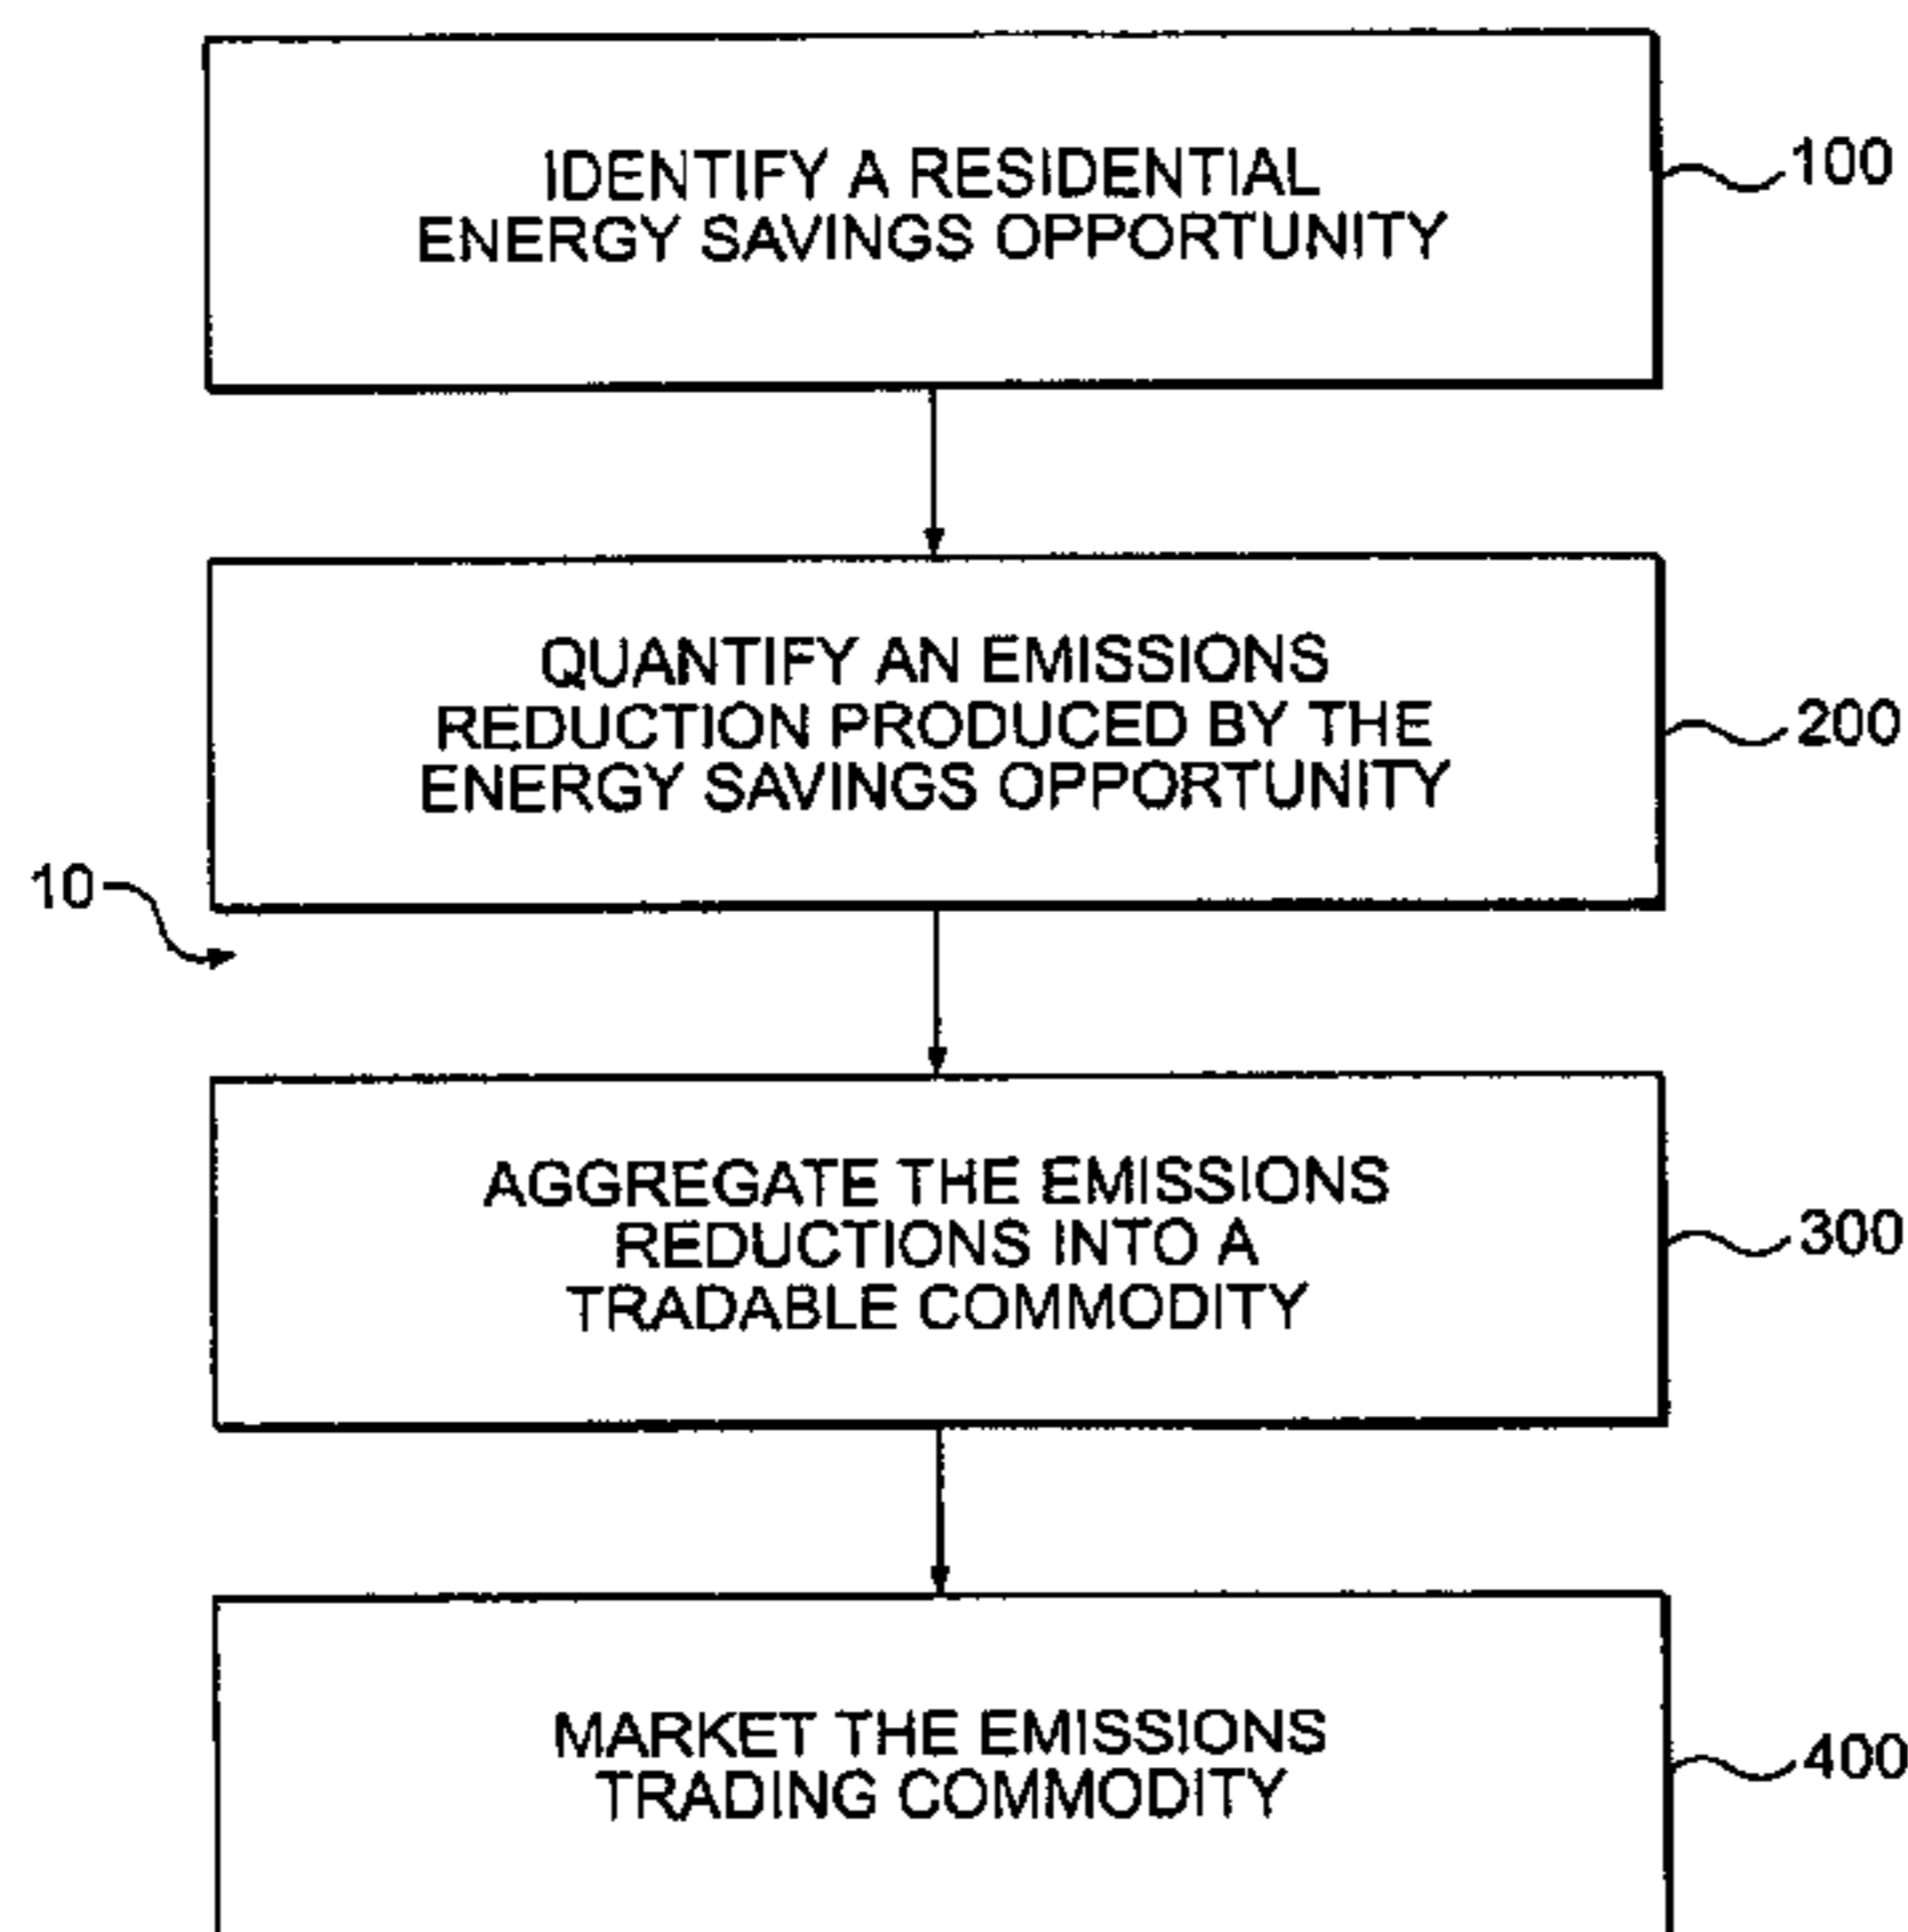 IDENTIFY A RESIDENTIAL
ENERGY SAVINGS OPPORTUNITY
100
QUANTIFY AN EMISSIONS
REDUCTION PRODUCED BY THE
ENERGY SAVINGS OPPORTUNITY
200
10
AGGREGATE THE EMISSIONS
REDUCTIONS INTO A
TRADABLE COMMODITY
300
MARKET THE EMISSIONS
TRADING COMMODITY
400